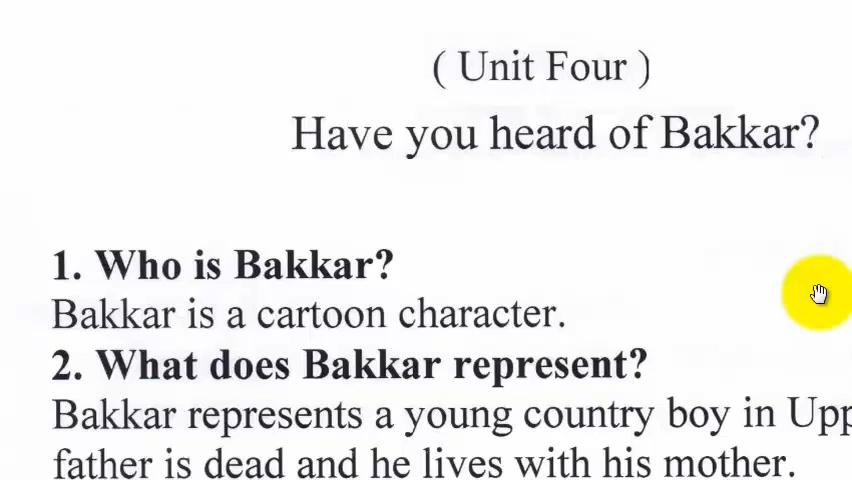 ( Unit Four )
Have you heard of Bakkar?
1. Who is Bakkar?
Bakkar is a cartoon character.
2. What does Bakkar represent?
Bakkar represents a young country boy in
father is dead and he lives with his mother.